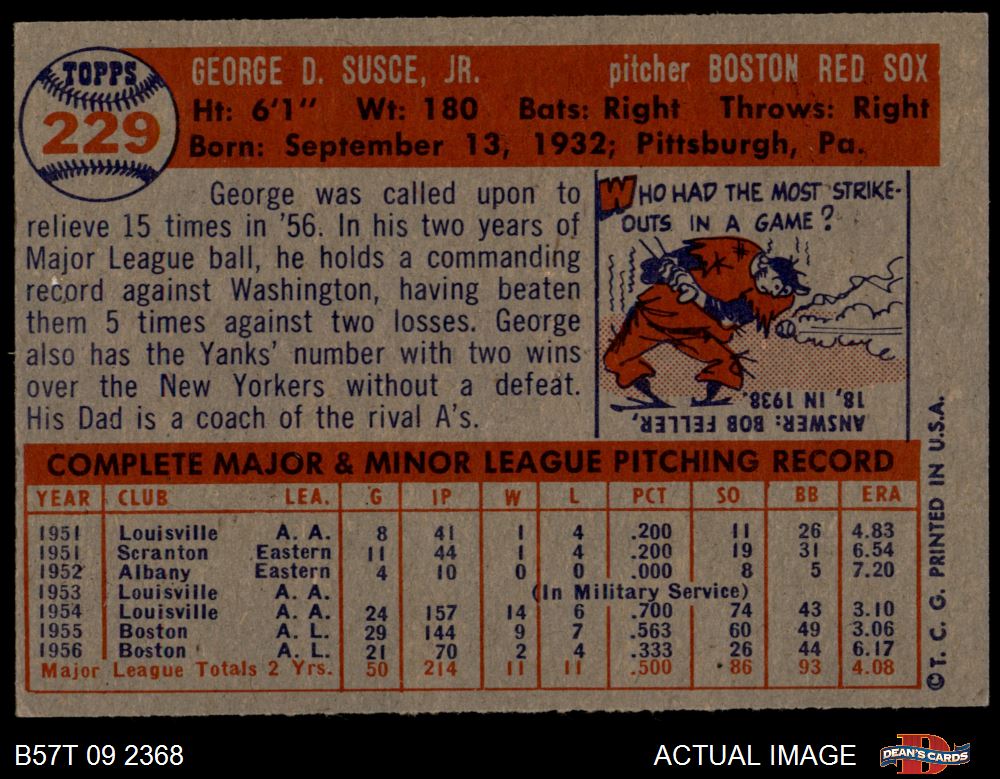 TOPPS
229
GEORGE D. SUSCE, JR. pitcher BOSTON RED SOX
Ht: 6'1" Wt: 180 Bats: Right Throws: Right
Born: September 13, 1932; Pittsburgh, Pa.
George was called upon to
relieve 15 times in '56. In his two years of
Major League ball, he holds a commanding
record against Washington, having beaten
them 5 times against two losses. George
also has the Yanks' number with two wins
over the New Yorkers without a defeat.
His Dad is a coach of the rival A's.
WHO HAD THE MOST STRIKE-
OUTS IN A GAME?
ANSWER: BOB FELLER,
18, IN 1938.
COMPLETE MAJOR & MINOR LEAGUE PITCHING RECORD
YEAR CLUB LEA. G IP W L PCT SO BB ERA
1951 Louisville A. A. 8 41 1 4 .200 11 26 4.83
1951 Scranton Eastern 11 44 1 4 .200 19 31 6.54
1952 Albany Eastern 4 10 0 0 .000 8 5 7.20
1953 Louisville A. A. (In Military Service)
1954 Louisville A. A. 24 157 14 6 .700 74 43 3.10
1955 Boston A. L. 29 144 9 7 .563 60 49 3.06
1956 Boston A. L. 21 70 2 4 .333 26 44 6.17
Major League Totals 2 Yrs. 50 214 11 11 .500 86 93 4.08
©T. C. G. PRINTED IN U.S.A.
B57T 09 2368 ACTUAL IMAGE
DEAN'S CARDS